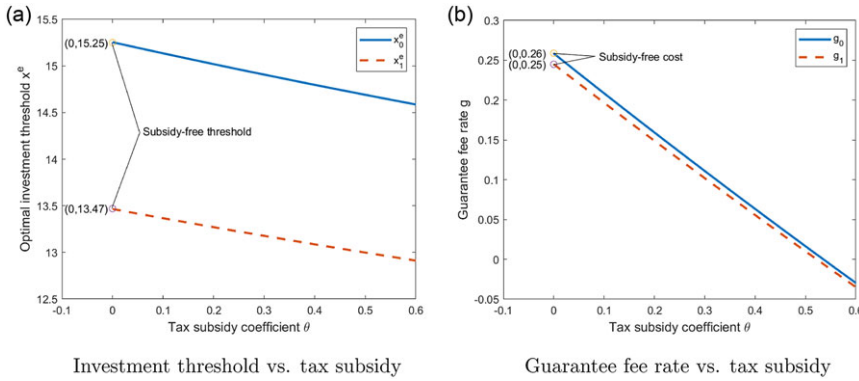 (a)
Optimal investment threshold x^e
15.5
15
14.5
14
13.5
13
12.5
(0,15.25)
(0,13.47)
Subsidy-free threshold
x_0^e
x_1^e
-0.1 0 0.1 0.2 0.3 0.4 0.5 0.6
Tax subsidy coefficient θ
Investment threshold vs. tax subsidy
(b)
Guarantee fee rate g
0.3
0.25
0.2
0.15
0.1
0.05
0
-0.05
(0,0.26)
(0,0.25)
Subsidy-free cost
g_0
g_1
-0.1 0 0.1 0.2 0.3 0.4 0.5 0.6
Tax subsidy coefficient θ
Guarantee fee rate vs. tax subsidy